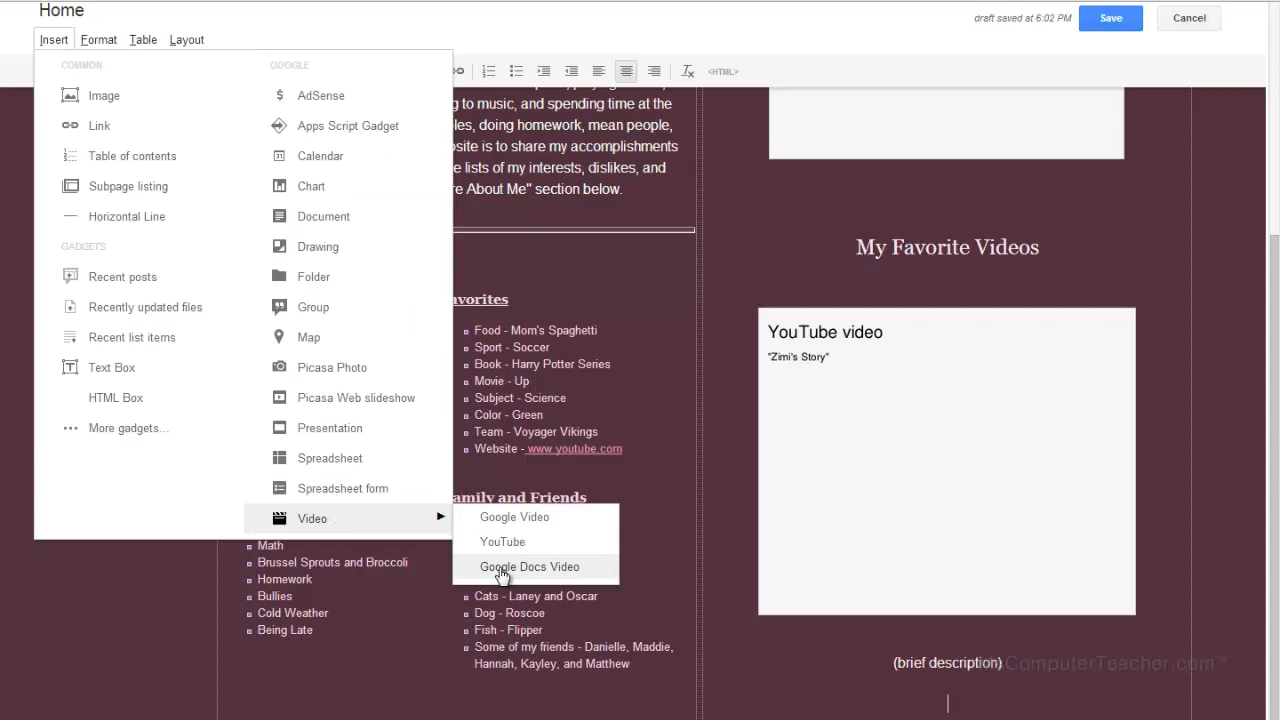 Home
draft saved at 6:02 PM
Save
Cancel
Insert
Format
Table
Layout
<HTML>
COMMON
Image
Link
Table of contents
Subpage listing
Horizontal Line
GADGETS
Recent posts
Recently updated files
Recent list items
Text Box
HTML Box
More gadgets...
GOOGLE
AdSense
Apps Script Gadget
Calendar
Chart
Document
Drawing
Folder
Group
Map
Picasa Photo
Picasa Web slideshow
Presentation
Spreadsheet
Spreadsheet form
Video
Google Video
YouTube
Google Docs Video
g to music, and spending time at the
les, doing homework, mean people,
site is to share my accomplishments
e lists of my interests, dislikes, and
re About Me" section below.
avorites
Food - Mom's Spaghetti
Sport - Soccer
Book - Harry Potter Series
Movie - Up
Subject - Science
Color - Green
Team - Voyager Vikings
Website - www.youtube.com
amily and Friends
Math
Brussel Sprouts and Broccoli
Homework
Bullies
Cold Weather
Being Late
Cats - Laney and Oscar
Dog - Roscoe
Fish - Flipper
Some of my friends - Danielle, Maddie,
Hannah, Kayley, and Matthew
My Favorite Videos
YouTube video
"Zimi's Story"
(brief description)
MyComputerTeacher.com™